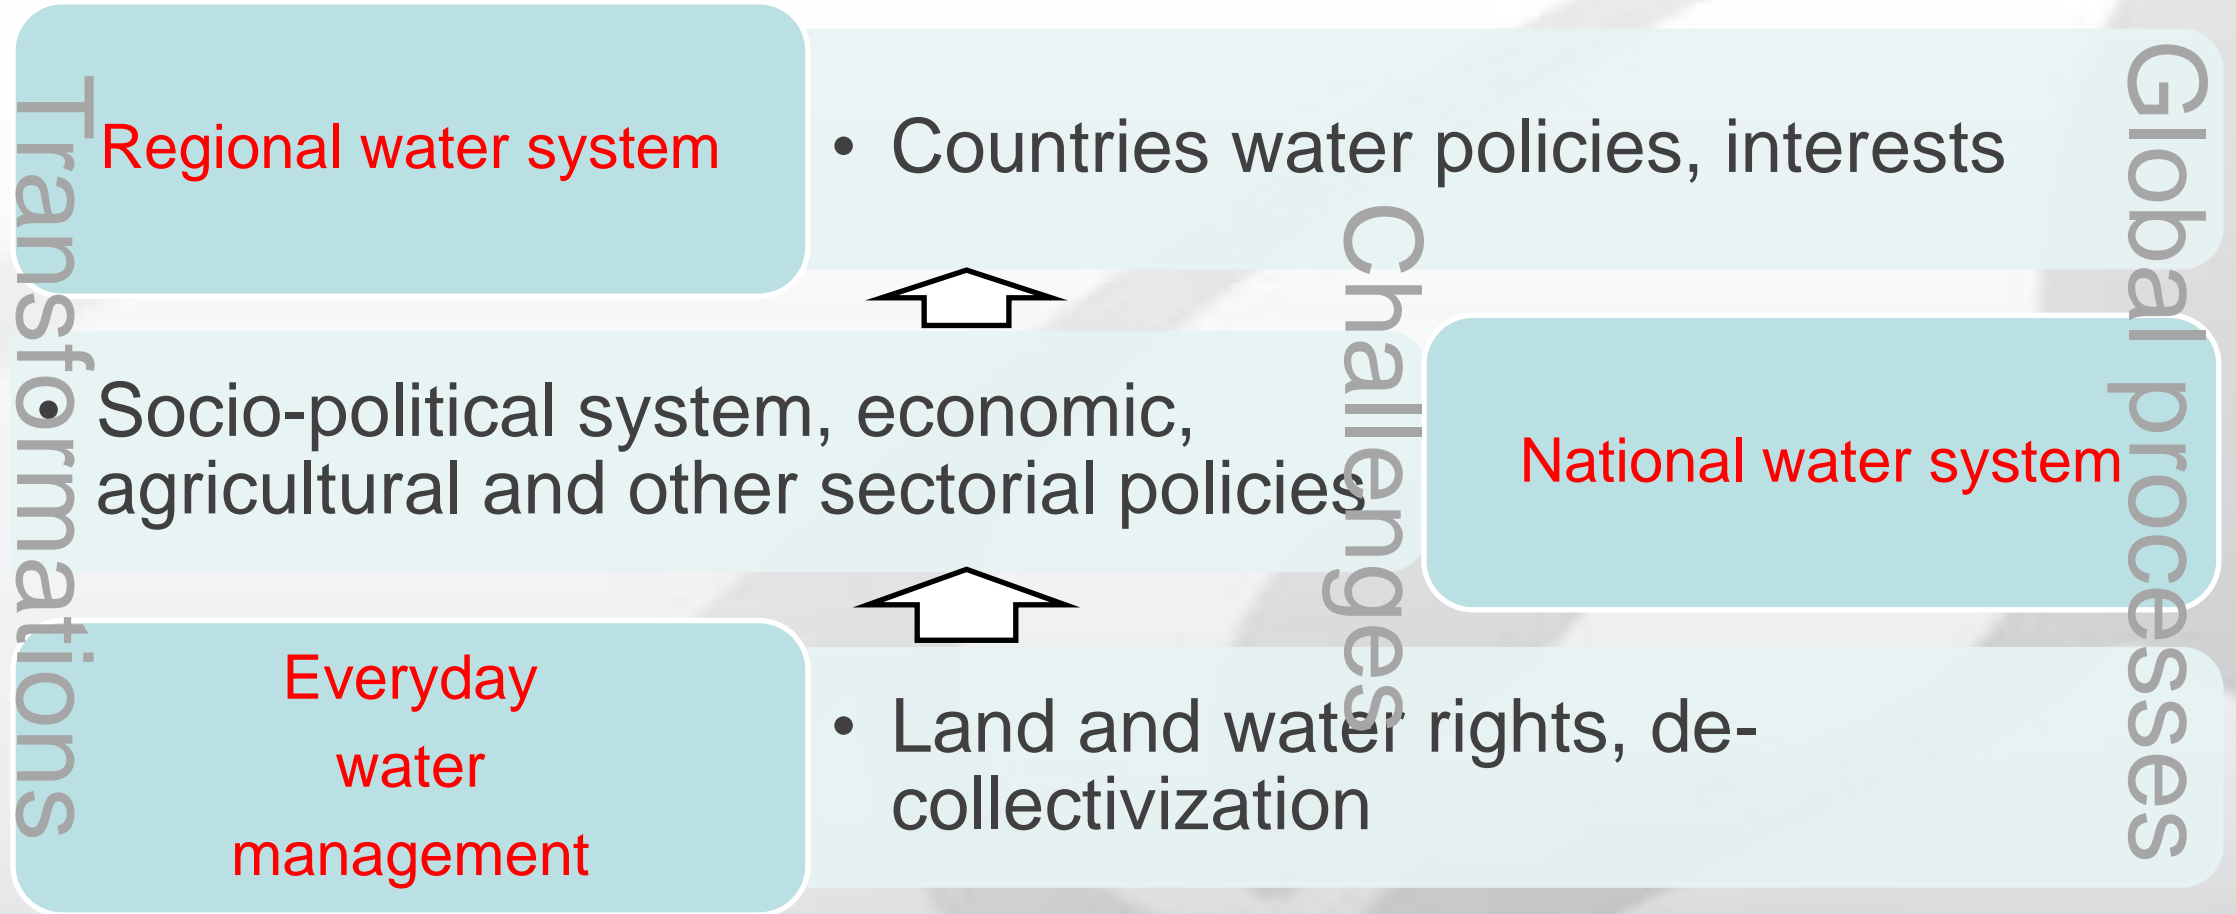 Regional water system
• Countries water policies, interests
• Socio-political system, economic,
agricultural and other sectorial policies
National water system
Everyday
water
management
• Land and water rights, de-
collectivization
Transformations
Challenges
Global processes